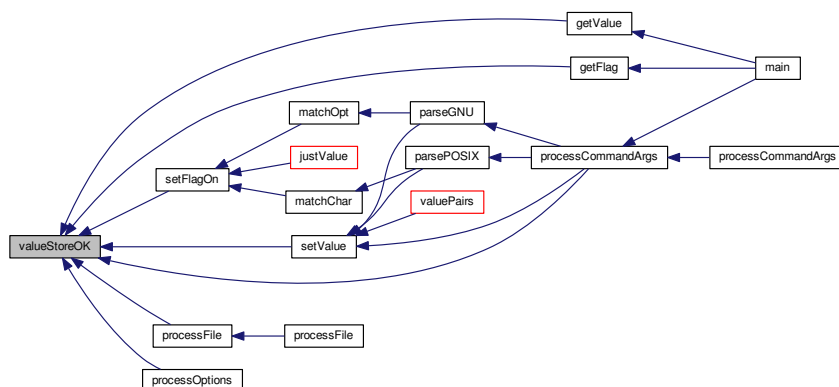 getValue
getFlag
main
matchOpt
parseGNU
justValue
parsePOSIX
processCommandArgs
processCommandArgs
setFlagOn
matchChar
valuePairs
valueStoreOK
setValue
processFile
processFile
processOptions